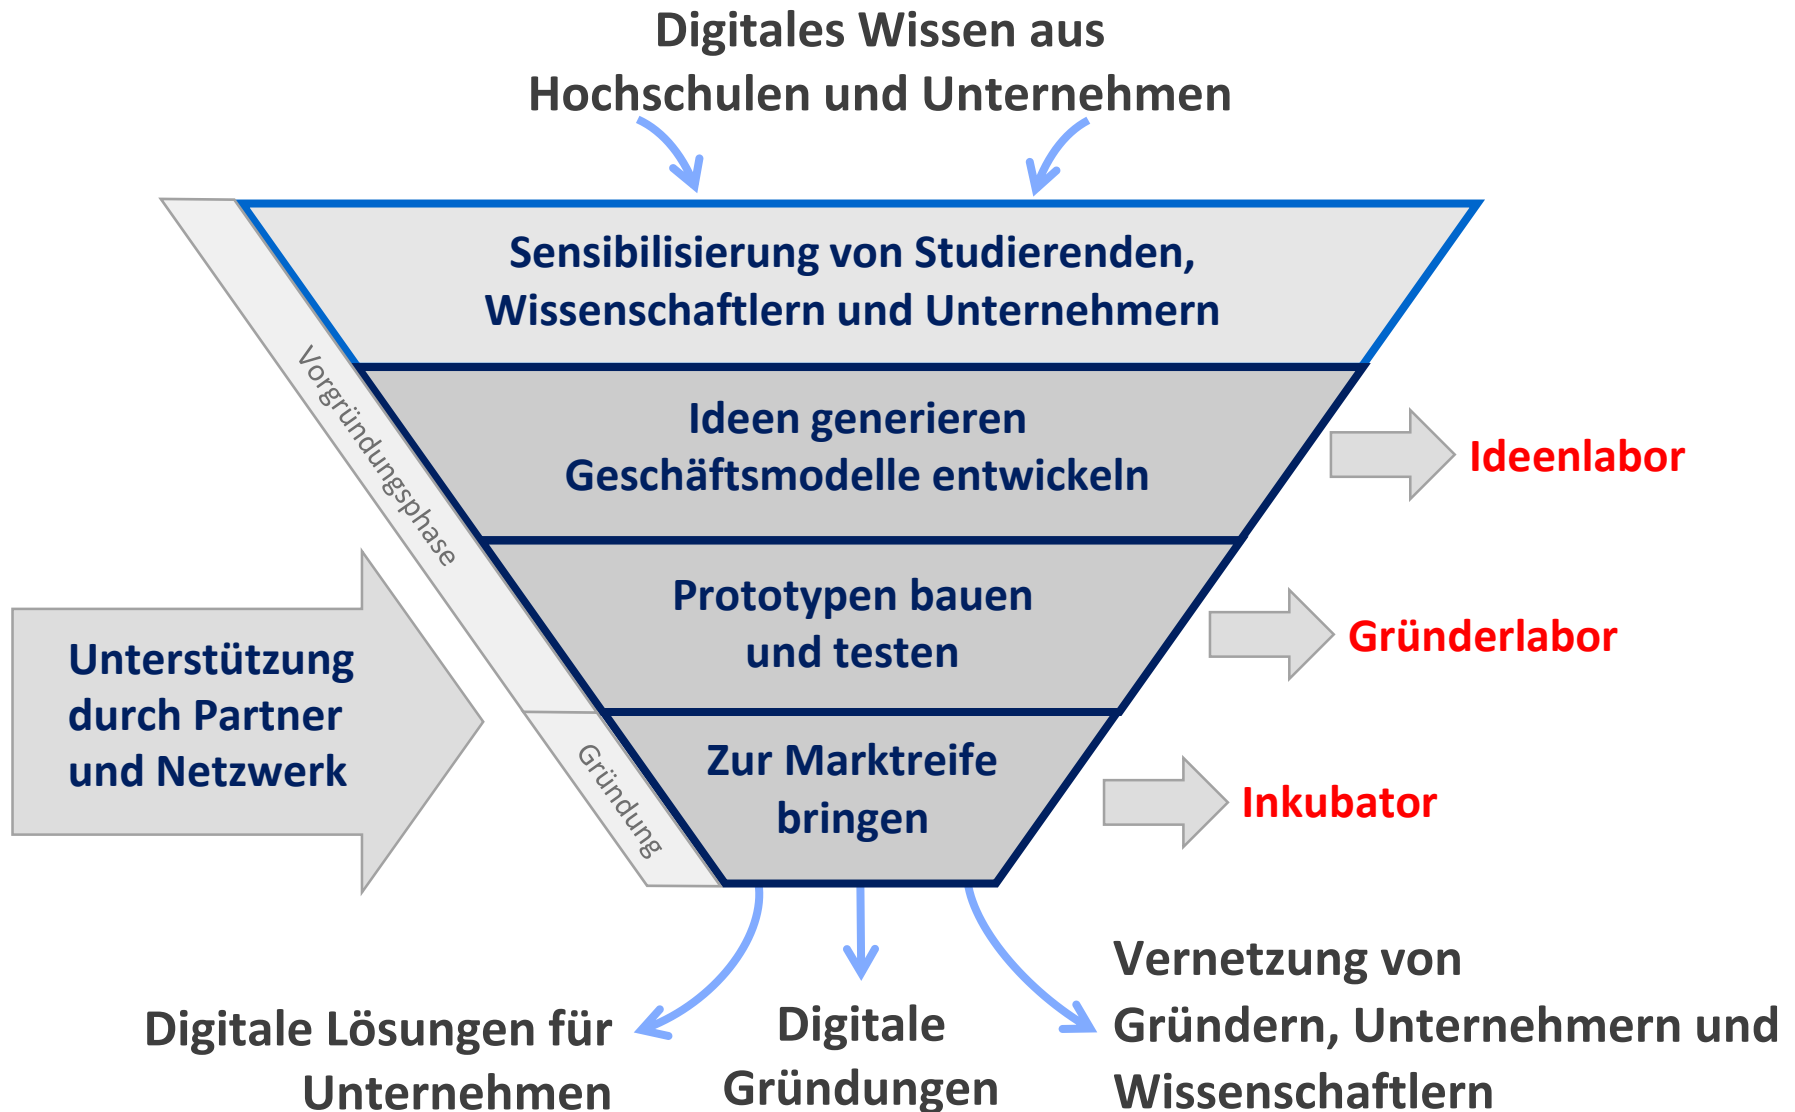 Digitales Wissen aus
Hochschulen und Unternehmen
Sensibilisierung von Studierenden,
Wissenschaftlern und Unternehmern
Vorgründungsphase
Ideen generieren
Geschäftsmodelle entwickeln
Ideenlabor
Prototypen bauen
und testen
Gründerlabor
Unterstützung
durch Partner
und Netzwerk
Gründung
Zur Marktreife
bringen
Inkubator
Digitale Lösungen für
Unternehmen
Digitale
Gründungen
Vernetzung von
Gründern, Unternehmern und
Wissenschaftlern